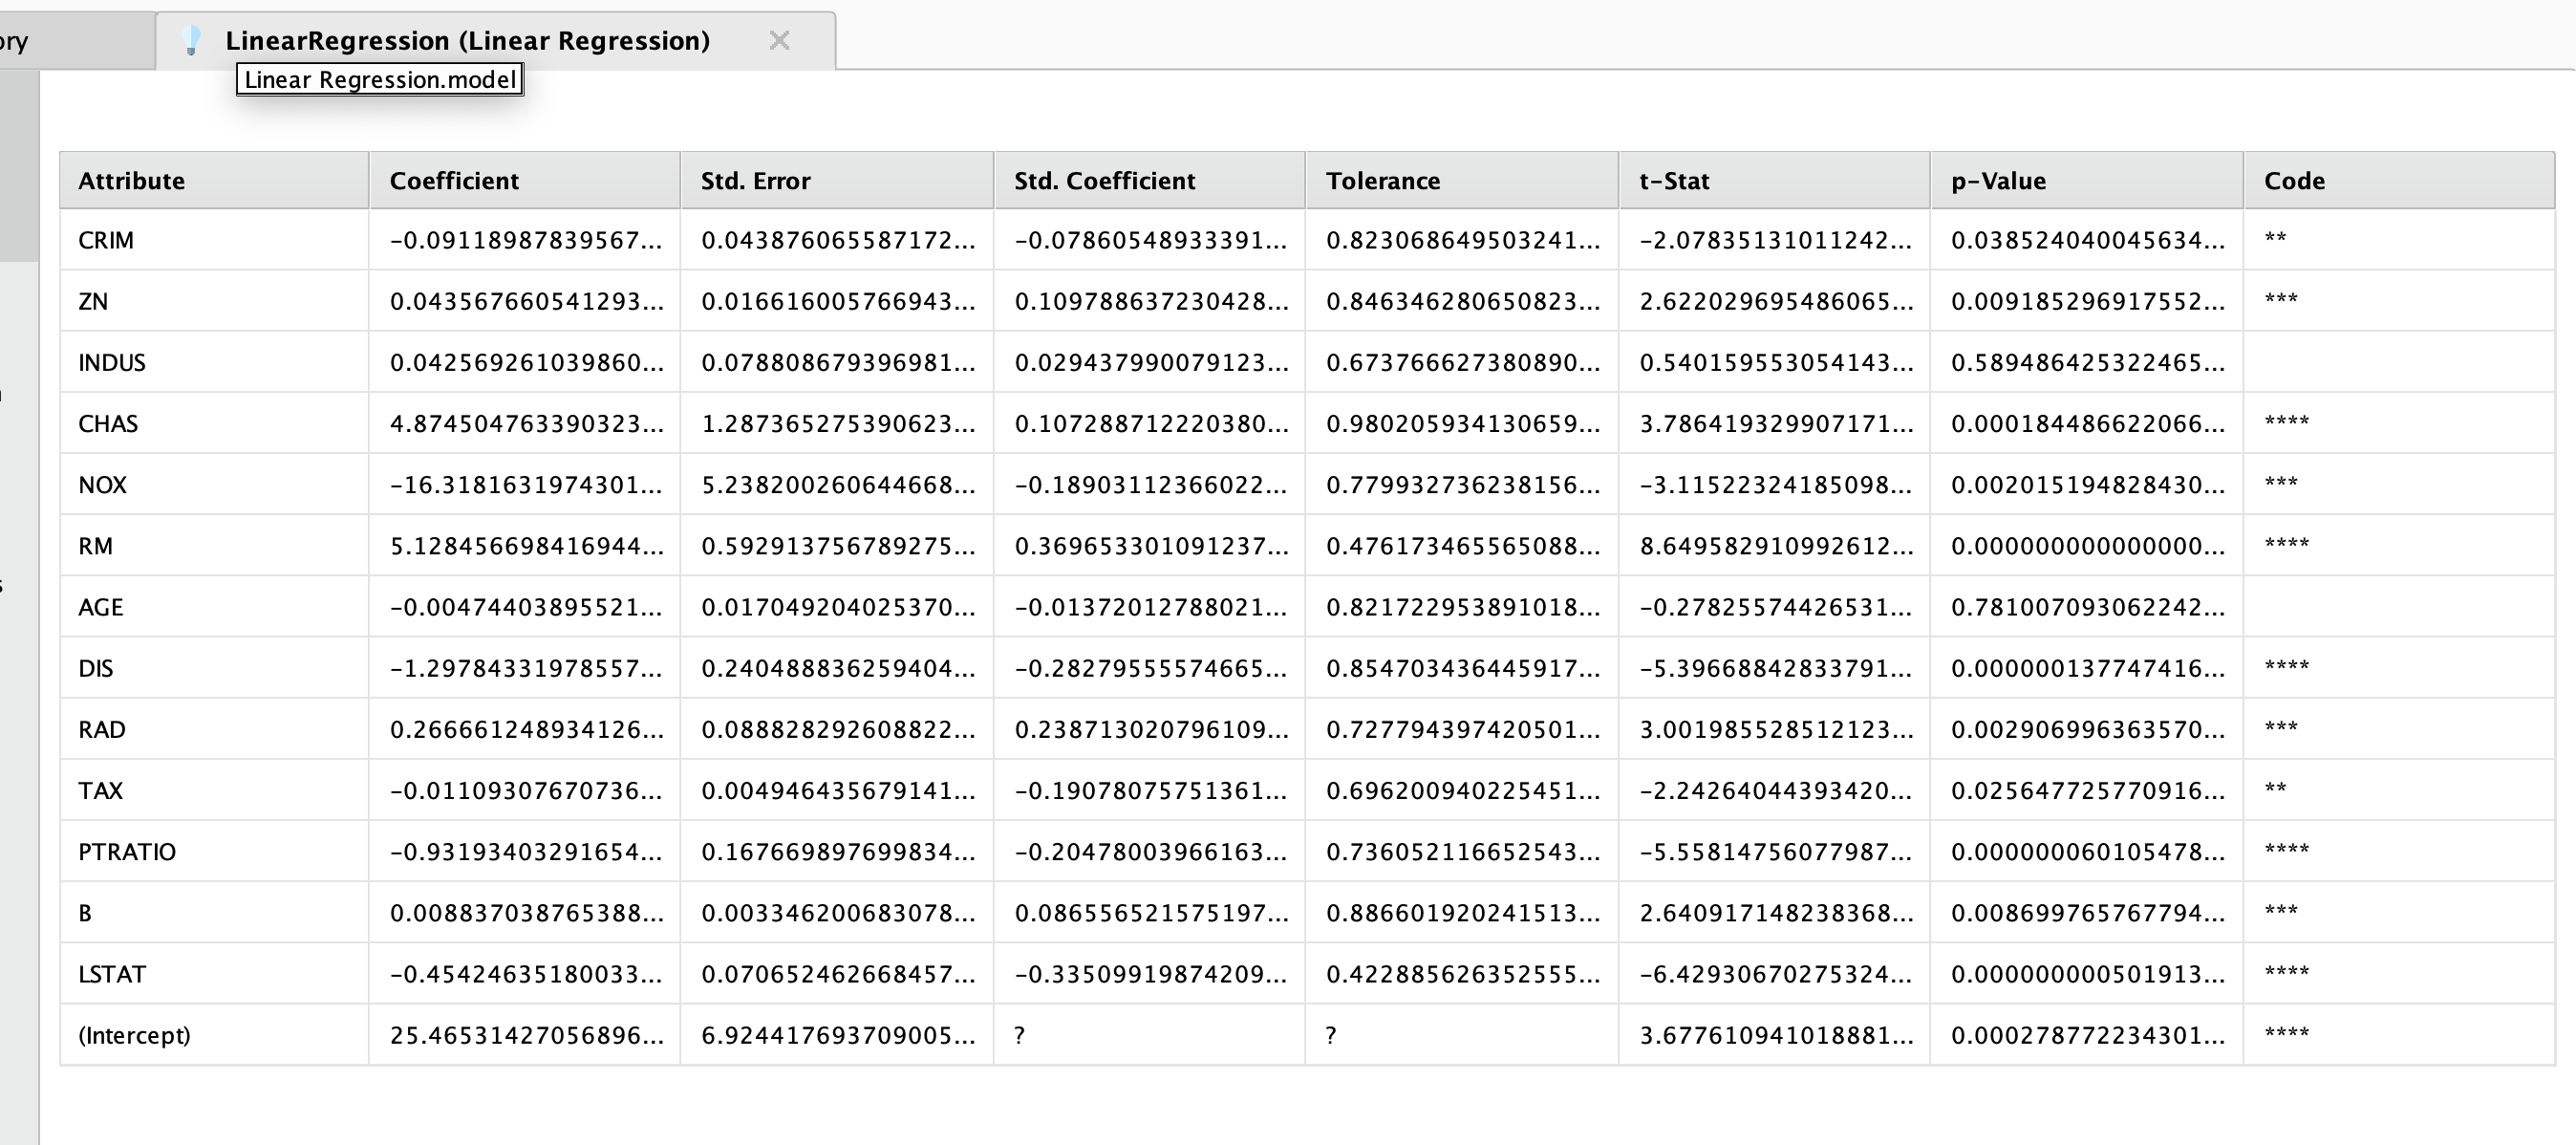 ory
LinearRegression (Linear Regression)
Linear Regression.model
Attribute Coefficient Std. Error Std. Coefficient Tolerance t-Stat p-Value Code
CRIM -0.09118987839567... 0.043876065587172... -0.07860548933391... 0.823068649503241... -2.07835131011242... 0.038524040045634... **
ZN 0.043567660541293... 0.016616005766943... 0.109788637230428... 0.846346280650823... 2.622029695486065... 0.009185296917552... ***
INDUS 0.042569261039860... 0.078808679396981... 0.029437990079123... 0.673766627380890... 0.540159553054143... 0.589486425322465...
CHAS 4.874504763390323... 1.287365275390623... 0.107288712220380... 0.980205934130659... 3.786419329907171... 0.000184486622066... ****
NOX -16.3181631974301... 5.238200260644668... -0.18903112366022... 0.779932736238156... -3.11522324185098... 0.002015194828430... ***
RM 5.128456698416944... 0.592913756789275... 0.369653301091237... 0.476173465565088... 8.649582910992612... 0.000000000000000... ****
AGE -0.00474403895521... 0.017049204025370... -0.01372012788021... 0.821722953891018... -0.27825574426531... 0.781007093062242...
DIS -1.29784331978557... 0.240488836259404... -0.28279555574665... 0.854703436445917... -5.39668842833791... 0.000000137747416... ****
RAD 0.266661248934126... 0.088828292608822... 0.238713020796109... 0.727794397420501... 3.001985528512123... 0.002906996363570... ***
TAX -0.01109307670736... 0.004946435679141... -0.19078075751361... 0.696200940225451... -2.24264044393420... 0.025647725770916... **
PTRATIO -0.93193403291654... 0.167669897699834... -0.20478003966163... 0.736052116652543... -5.55814756077987... 0.000000060105478... ****
B 0.008837038765388... 0.003346200683078... 0.086556521575197... 0.886601920241513... 2.640917148238368... 0.008699765767794... ***
LSTAT -0.45424635180033... 0.070652462668457... -0.33509919874209... 0.422885626352555... -6.42930670275324... 0.000000000501913... ****
(Intercept) 25.46531427056896... 6.924417693709005... ? ? 3.677610941018881... 0.000278772234301... ****